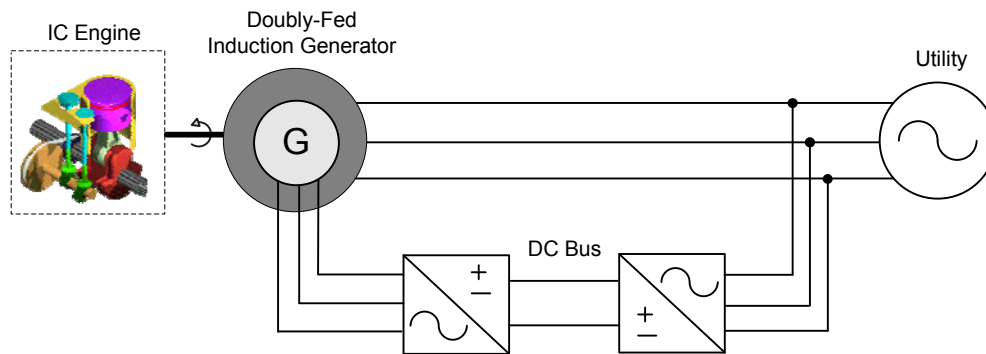 IC Engine
Doubly-Fed
Induction Generator
Utility
G
DC Bus
+
−
+
−